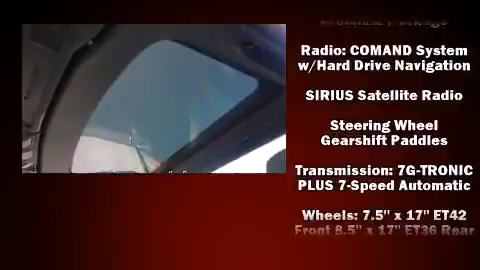 Radio: COMAND System
w/Hard Drive Navigation
SIRIUS Satellite Radio
Steering Wheel
Gearshift Paddles
Transmission: 7G-TRONIC
PLUS 7-Speed Automatic
Wheels: 7.5" x 17" ET42
Front 8.5" x 17" ET36 Rear